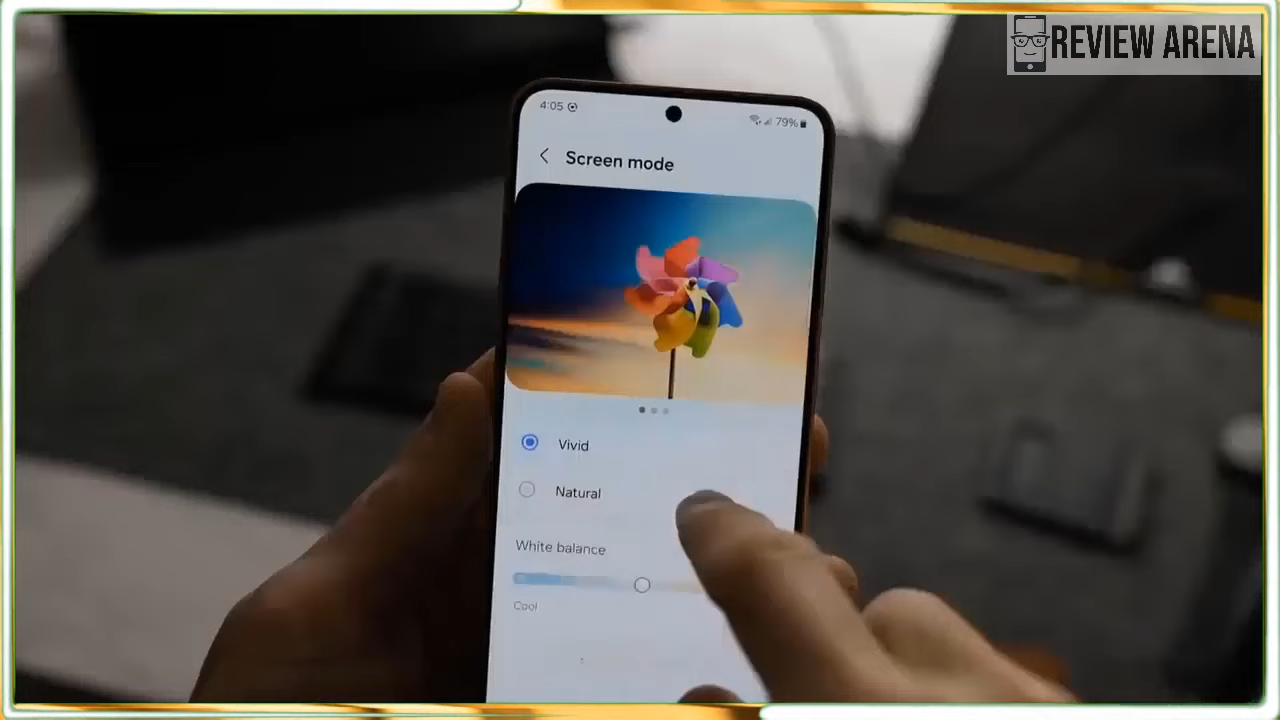 REVIEW ARENA
4:05
79%
Screen mode
Vivid
Natural
White balance
Cool